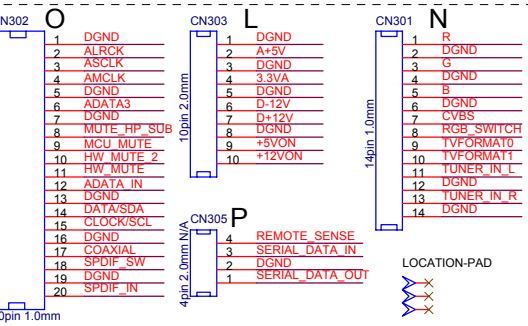 N302 O
1 DGND
2 ALRCK
3 ASCLK
4 AMCLK
5 DGND
6 ADATA3
7 DGND
8 MUTE_HP_SUB
9 MCU_MUTE
10 HW_MUTE_2
11 HW_MUTE
12 ADATA_IN
13 DGND
14 DATA/SDA
15 CLOCK/SCL
16 DGND
17 COAXIAL
18 SPDIF_SW
19 DGND
20 SPDIF_IN
0pin 1.0mm
CN303 L
1 DGND
2 A+5V
3 DGND
4 3.3VA
5 DGND
6 D-12V
7 D+12V
8 DGND
9 +5VON
10 +12VON
10pin 2.0mm
CN305 P
4 REMOTE_SENSE
3 SERIAL_DATA_IN
2 DGND
1 SERIAL_DATA_OUT
4pin 2.0mm N/A
CN301 N
1 R
2 DGND
3 G
4 DGND
5 B
6 DGND
7 CVBS
8 RGB_SWITCH
9 TVFORMAT0
10 TVFORMAT1
11 TUNER_IN_L
12 DGND
13 TUNER_IN_R
14 DGND
14pin 1.0mm
LOCATION-PAD